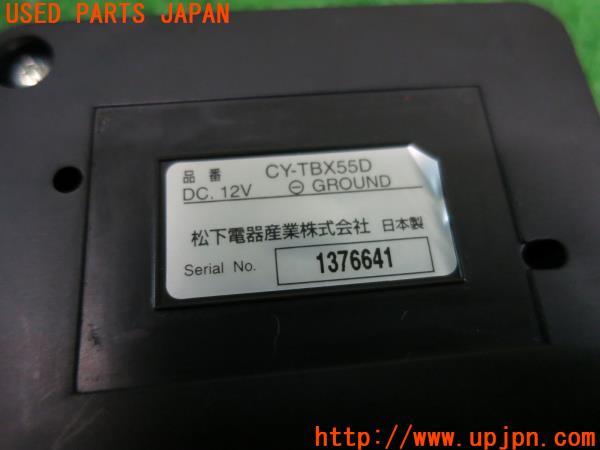 USED PARTS JAPAN
品番 CY-TBX55D
DC. 12V ⊖ GROUND
松下電器産業株式会社 日本製
Serial No. 1376641
http://www.upjpn.com/